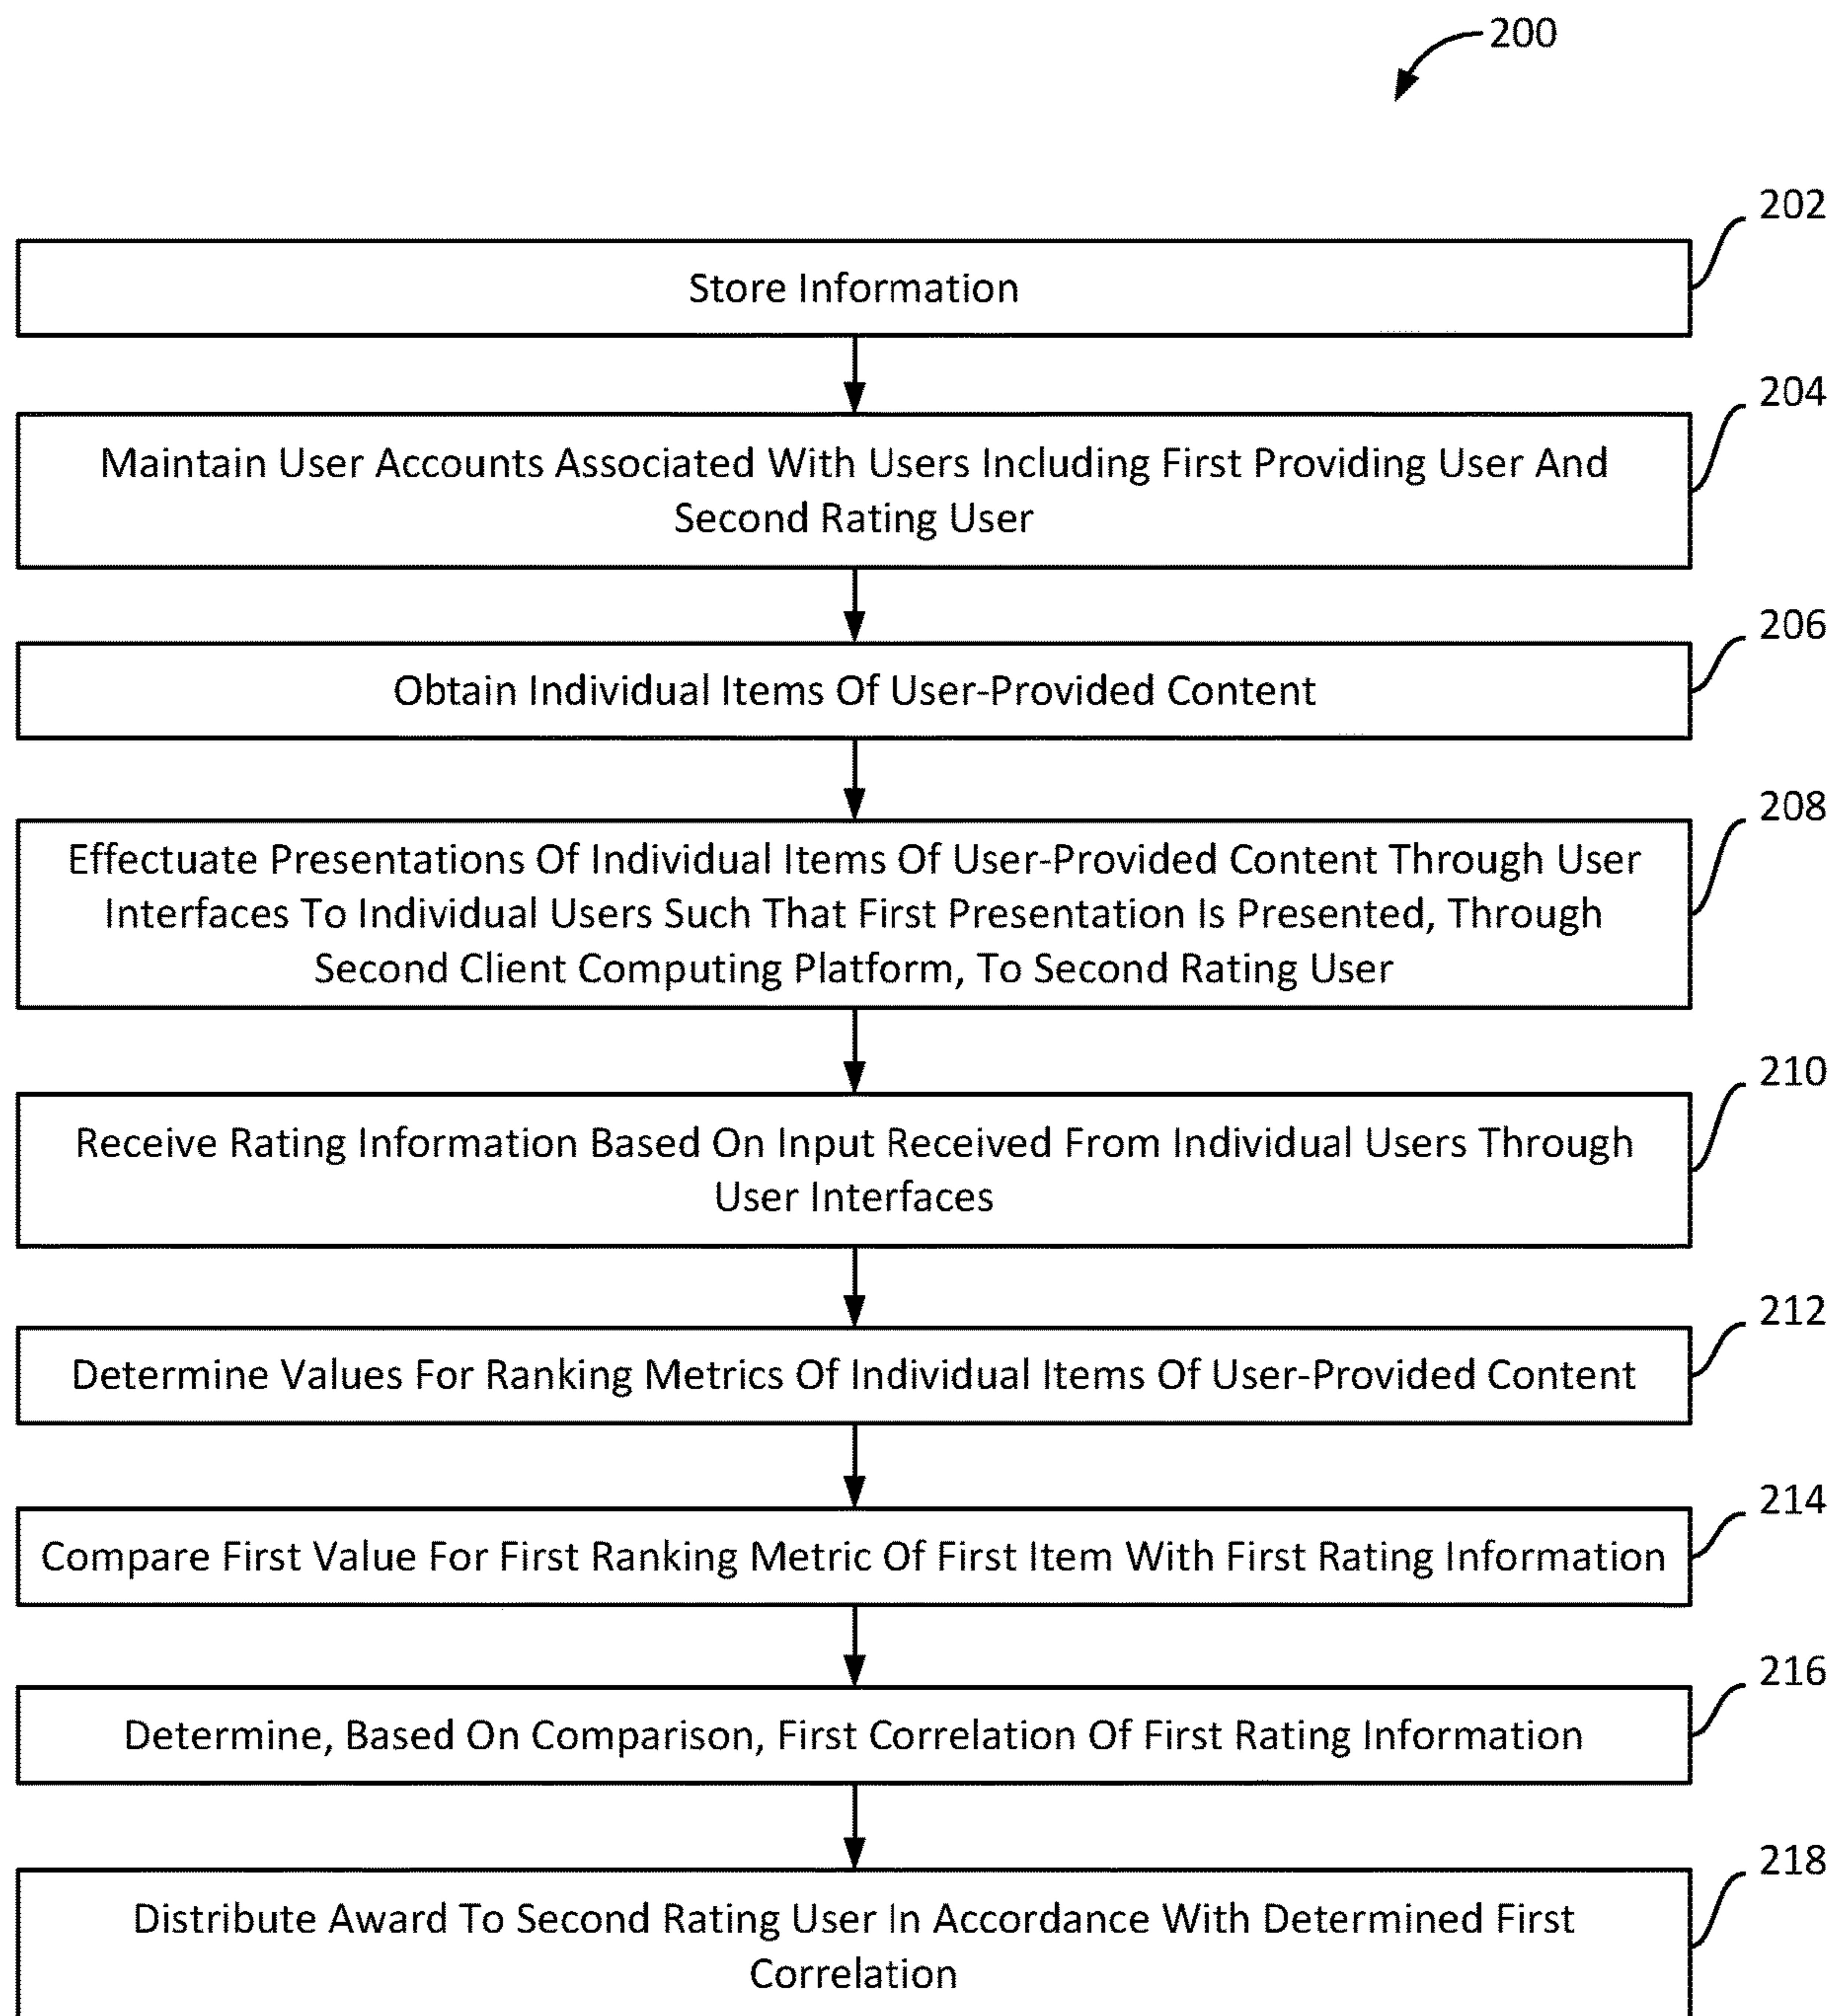 200
202
Store Information
204
Maintain User Accounts Associated With Users Including First Providing User And
Second Rating User
206
Obtain Individual Items Of User-Provided Content
208
Effectuate Presentations Of Individual Items Of User-Provided Content Through User
Interfaces To Individual Users Such That First Presentation Is Presented, Through
Second Client Computing Platform, To Second Rating User
210
Receive Rating Information Based On Input Received From Individual Users Through
User Interfaces
212
Determine Values For Ranking Metrics Of Individual Items Of User-Provided Content
214
Compare First Value For First Ranking Metric Of First Item With First Rating Information
216
Determine, Based On Comparison, First Correlation Of First Rating Information
218
Distribute Award To Second Rating User In Accordance With Determined First
Correlation